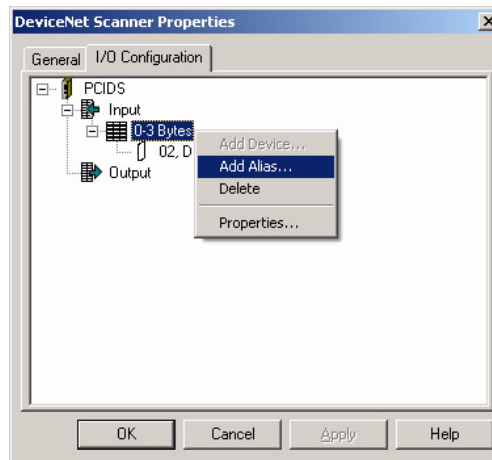 DeviceNet Scanner Properties
General I/O Configuration
PCIDS
Input
0-3 Bytes
02, D
Output
Add Device...
Add Alias...
Delete
Properties...
OK Cancel Apply Help